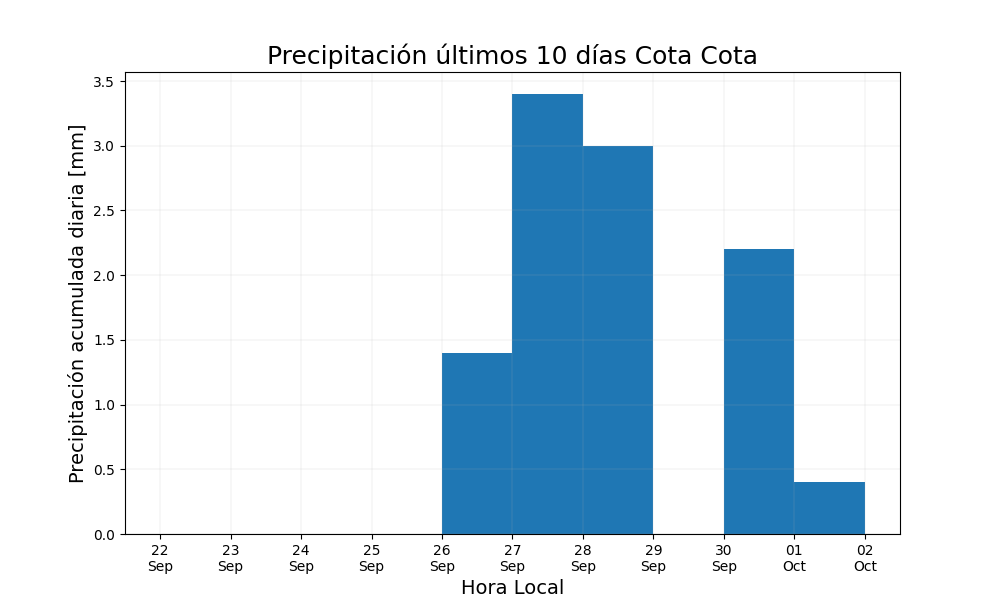 Precipitación últimos 10 días Cota Cota
Precipitación acumulada diaria [mm]
3.5
3.0
2.5
2.0
1.5
1.0
0.5
0.0
22 23 24 25 26 27 28 29 30 01 02
Sep Sep Sep Sep Sep Sep Sep Sep Sep Oct Oct
Hora Local